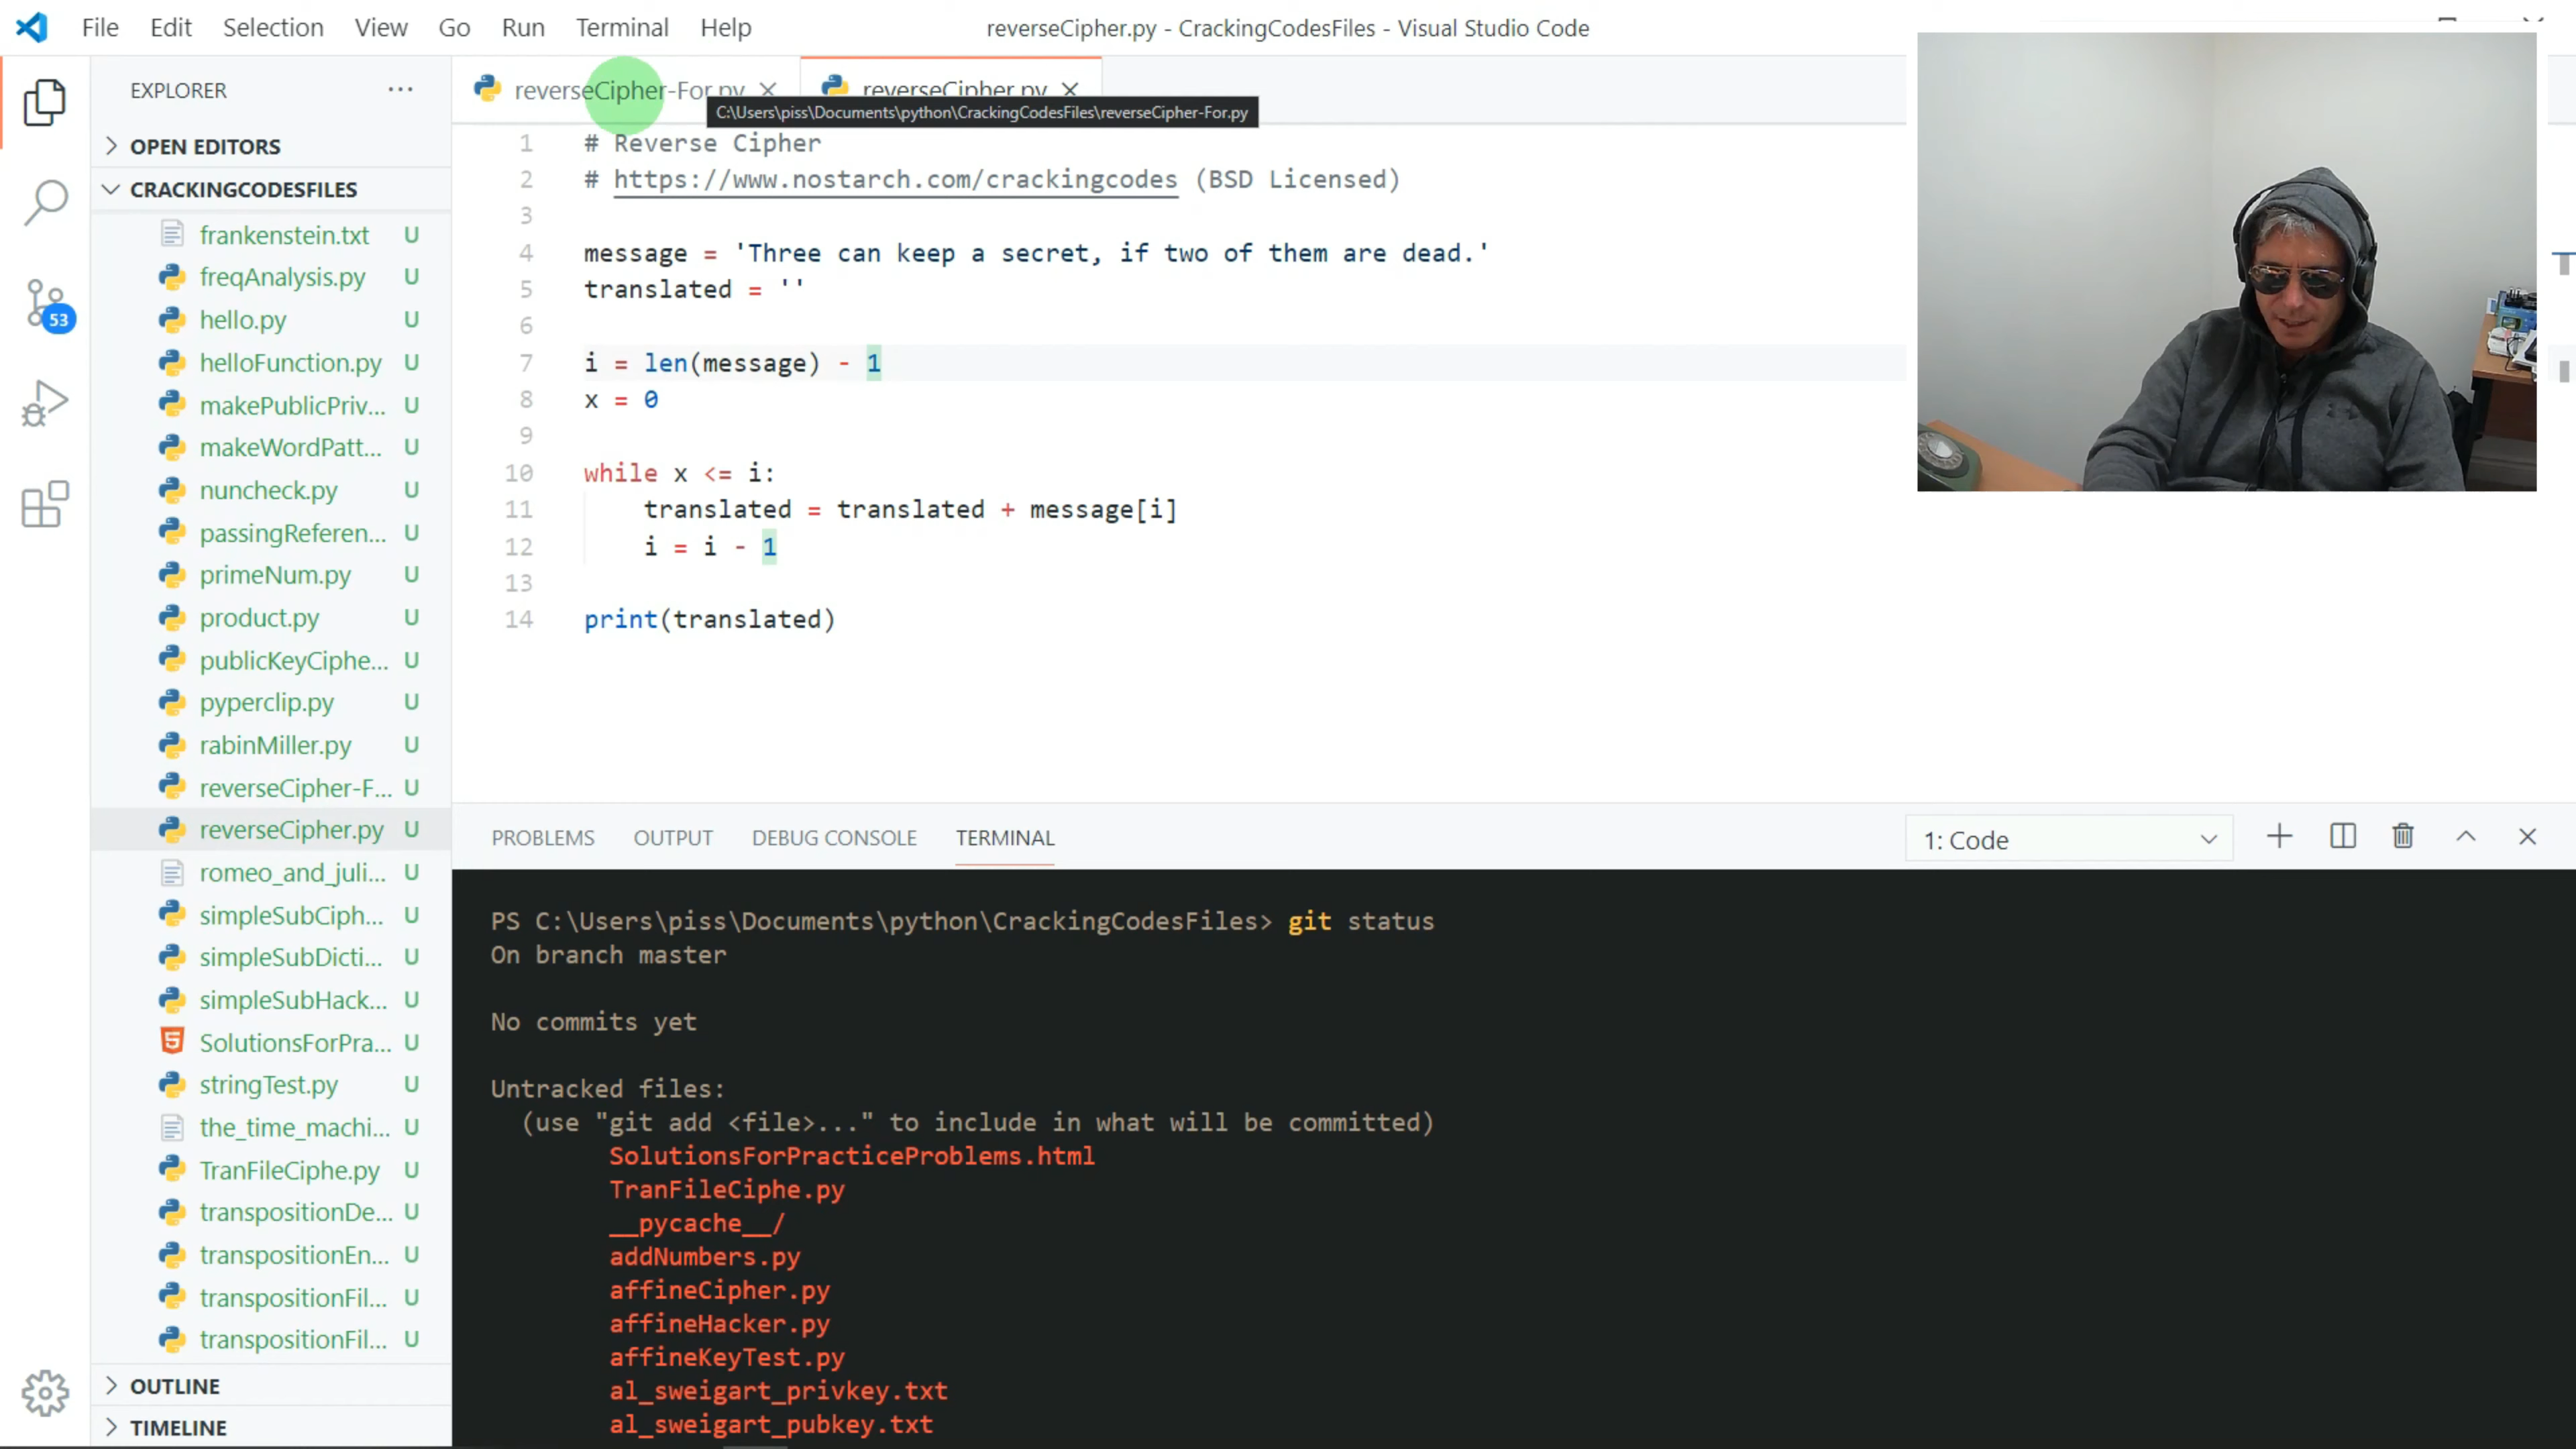 File Edit Selection View Go Run Terminal Help
reverseCipher.py - CrackingCodesFiles - Visual Studio Code
EXPLORER
OPEN EDITORS
CRACKINGCODESFILES
frankenstein.txt U
freqAnalysis.py U
hello.py U
helloFunction.py U
makePublicPriv... U
makeWordPatt... U
nuncheck.py U
passingReferen... U
primeNum.py U
product.py U
publicKeyCiphe... U
pyperclip.py U
rabinMiller.py U
reverseCipher-F... U
reverseCipher.py U
romeo_and_juli... U
simpleSubCiph... U
simpleSubDicti... U
simpleSubHack... U
SolutionsForPra... U
stringTest.py U
the_time_machi... U
TranFileCiphe.py U
transpositionDe... U
transpositionEn... U
transpositionFil... U
transpositionFil... U
OUTLINE
TIMELINE
53
reverseCipher-For.py
reverseCipher.py
C:\Users\piss\Documents\python\CrackingCodesFiles\reverseCipher-For.py
1 # Reverse Cipher
2 # https://www.nostarch.com/crackingcodes (BSD Licensed)
3
4 message = 'Three can keep a secret, if two of them are dead.'
5 translated = ''
6
7 i = len(message) - 1
8 x = 0
9
10 while x <= i:
11 translated = translated + message[i]
12 i = i - 1
13
14 print(translated)
PROBLEMS OUTPUT DEBUG CONSOLE TERMINAL
1: Code
PS C:\Users\piss\Documents\python\CrackingCodesFiles> git status
On branch master
No commits yet
Untracked files:
(use "git add <file>..." to include in what will be committed)
SolutionsForPracticeProblems.html
TranFileCiphe.py
__pycache__/
addNumbers.py
affineCipher.py
affineHacker.py
affineKeyTest.py
al_sweigart_privkey.txt
al_sweigart_pubkey.txt